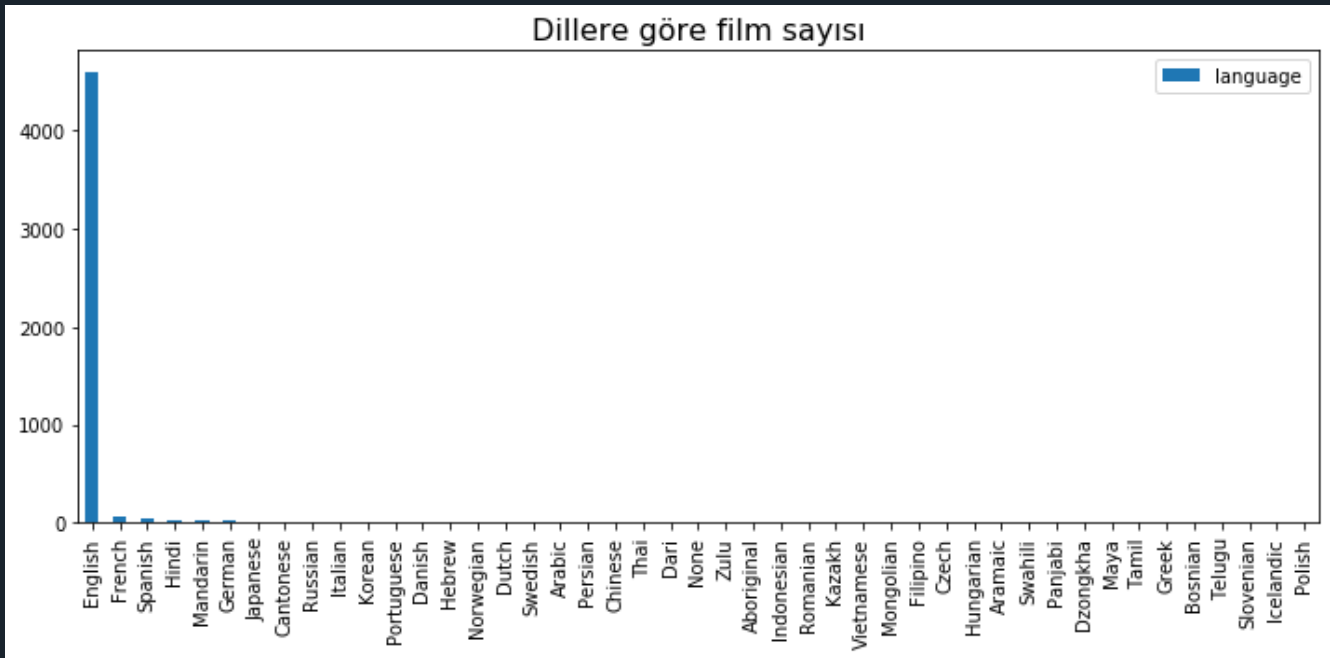 Dillere göre film sayısı
language
4000
3000
2000
1000
0
English
French
Spanish
Hindi
Mandarin
German
Japanese
Cantonese
Russian
Italian
Korean
Portuguese
Danish
Hebrew
Norwegian
Dutch
Swedish
Arabic
Persian
Chinese
Thai
Dari
None
Zulu
Aboriginal
Indonesian
Romanian
Kazakh
Vietnamese
Mongolian
Filipino
Czech
Hungarian
Aramaic
Swahili
Panjabi
Dzongkha
Maya
Tamil
Greek
Bosnian
Telugu
Slovenian
Icelandic
Polish